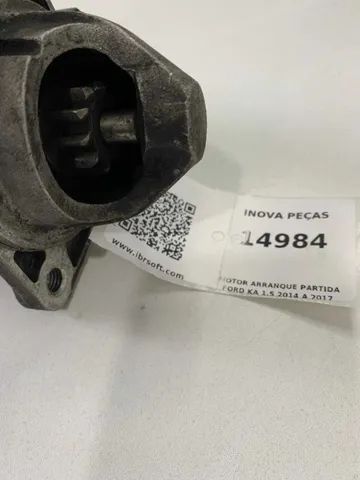 INOVA PEÇAS
14984
MOTOR ARRANQUE PARTIDA
FORD KA 1.5 2014 A 2017
www.ibrsoft.com